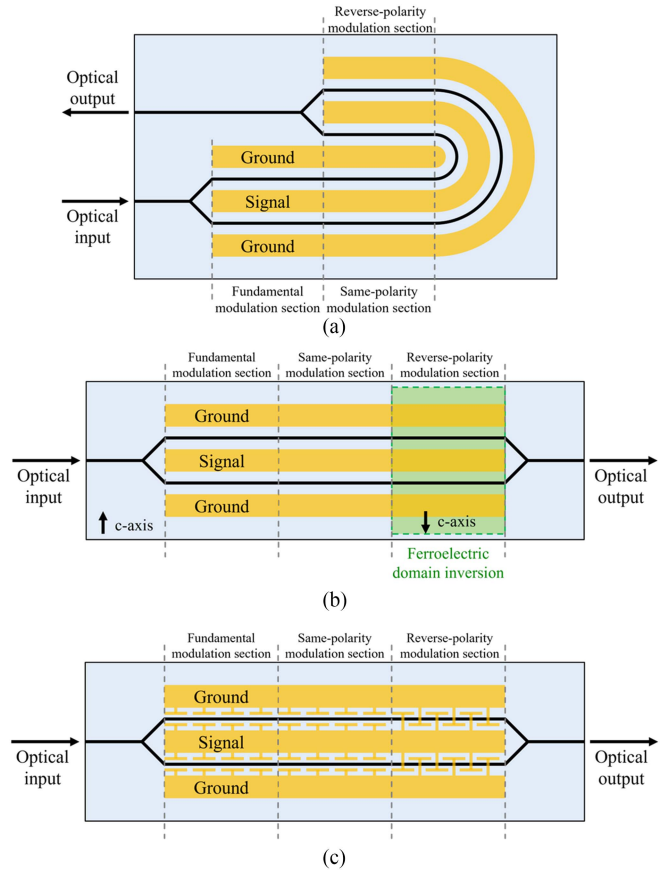 Reverse-polarity
modulation section
Optical
output
Ground
Optical
input
Signal
Ground
Fundamental
modulation section
Same-polarity
modulation section
(a)
Fundamental
modulation section
Same-polarity
modulation section
Reverse-polarity
modulation section
Ground
Signal
Optical
input
Optical
output
Ground
c-axis
c-axis
Ferroelectric
domain inversion
(b)
Fundamental
modulation section
Same-polarity
modulation section
Reverse-polarity
modulation section
Ground
Signal
Optical
input
Optical
output
Ground
(c)